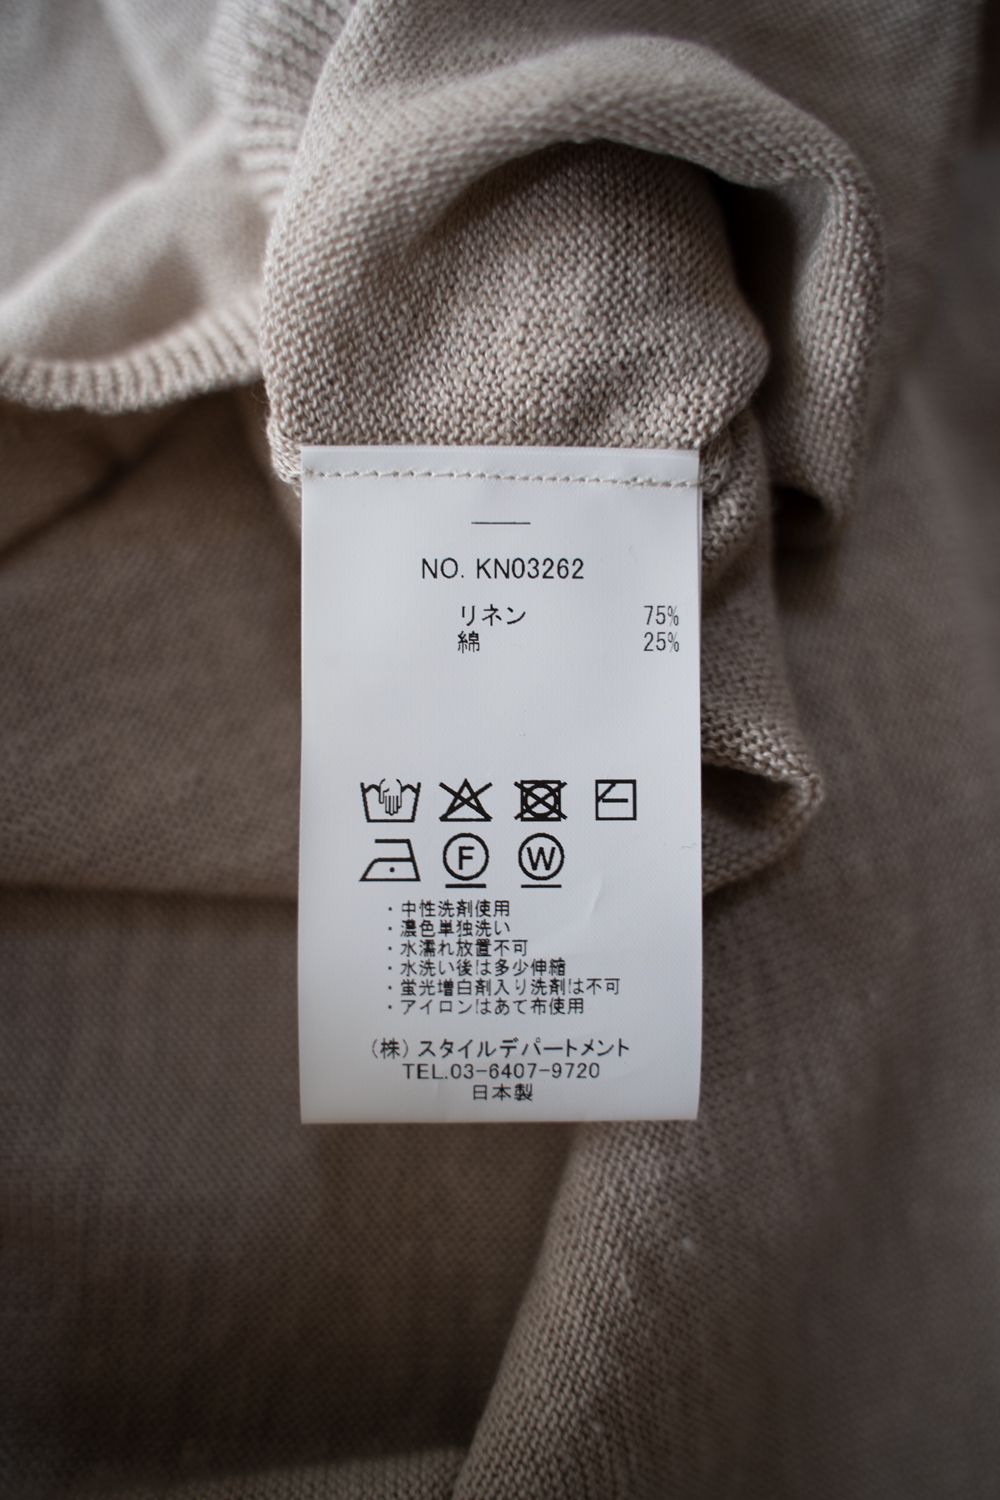 NO. KN03262
リネン 75%
綿 25%
F W
・中性洗剤使用
・濃色単独洗い
・水濡れ放置不可
・水洗い後は多少伸縮
・蛍光増白剤入り洗剤は不可
・アイロンはあて布使用
(株)スタイルデパートメント
TEL.03-6407-9720
日本製